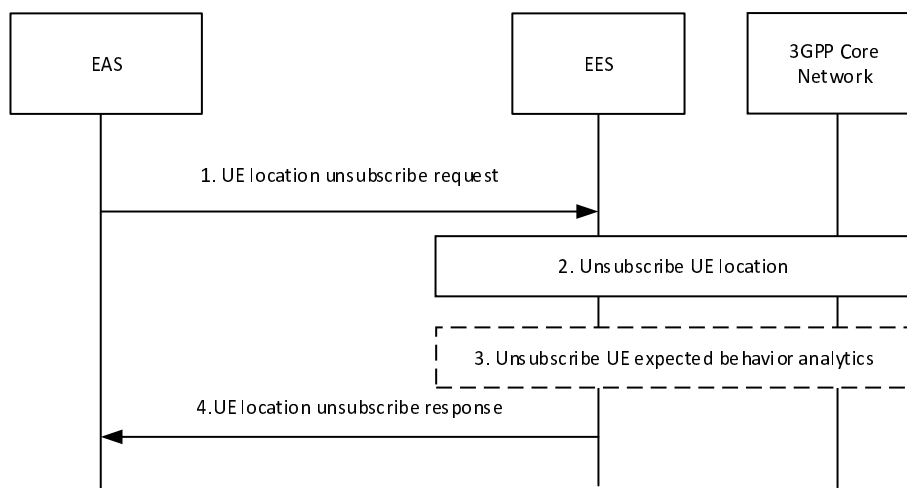 EAS
EES
3GPP Core
Network
1. UE location unsubscribe request
2. Unsubscribe UE location
3. Unsubscribe UE expected behavior analytics
4.UE location unsubscribe response